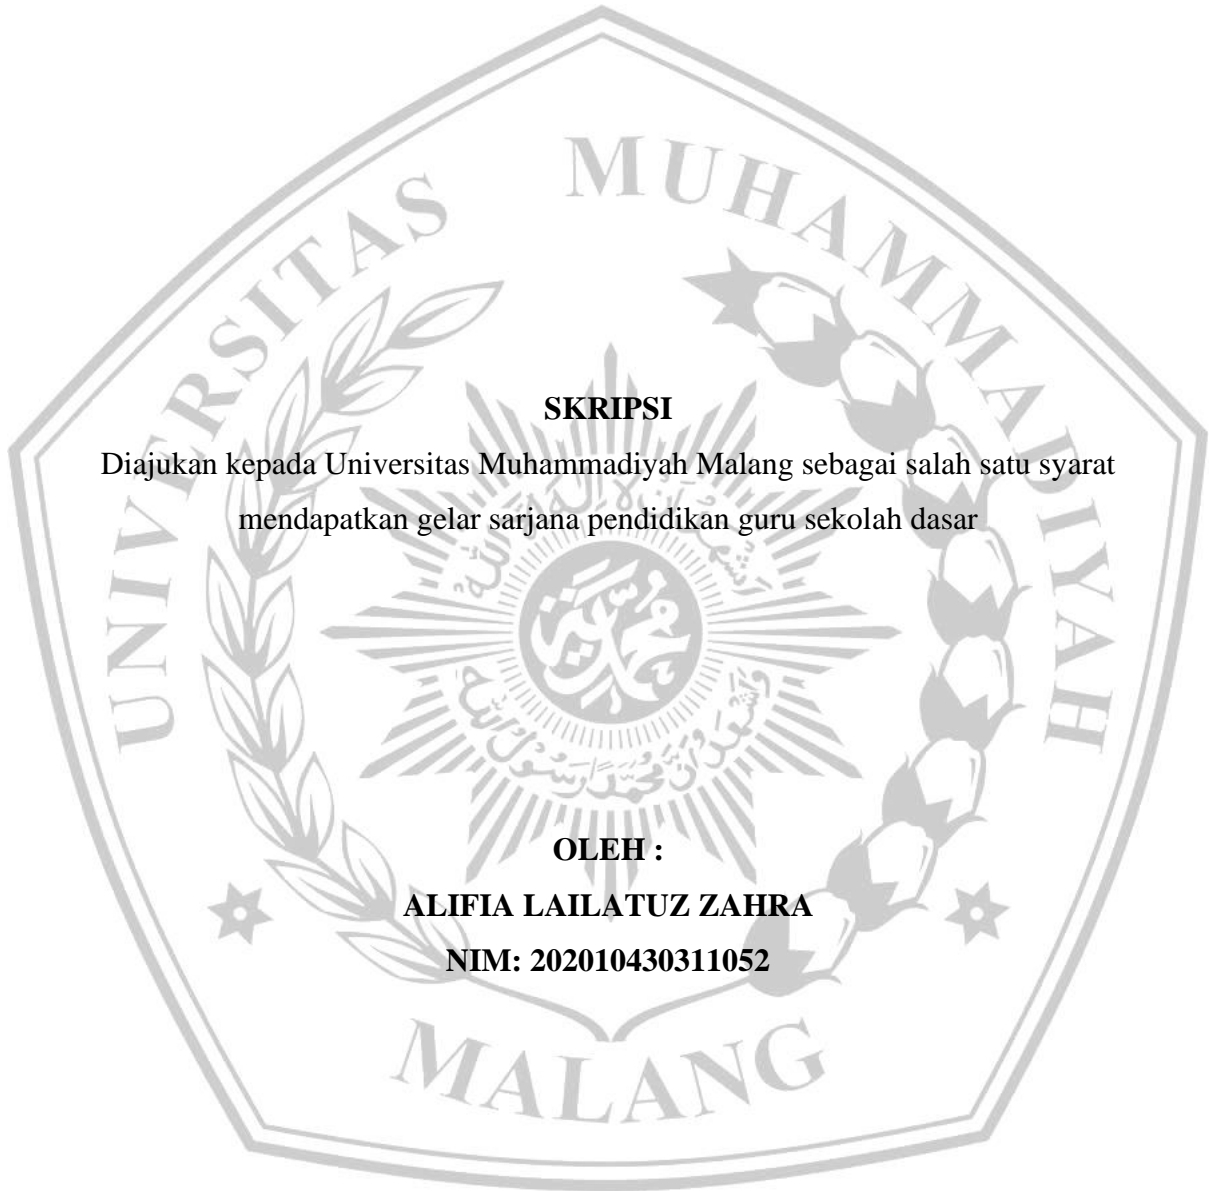 UNIVERSITAS MUHAMMADIYAH
SKRIPSI
Diajukan kepada Universitas Muhammadiyah Malang sebagai salah satu syarat
mendapatkan gelar sarjana pendidikan guru sekolah dasar
OLEH :
ALIFIA LAILATUZ ZAHRA
NIM: 202010430311052
MALANG